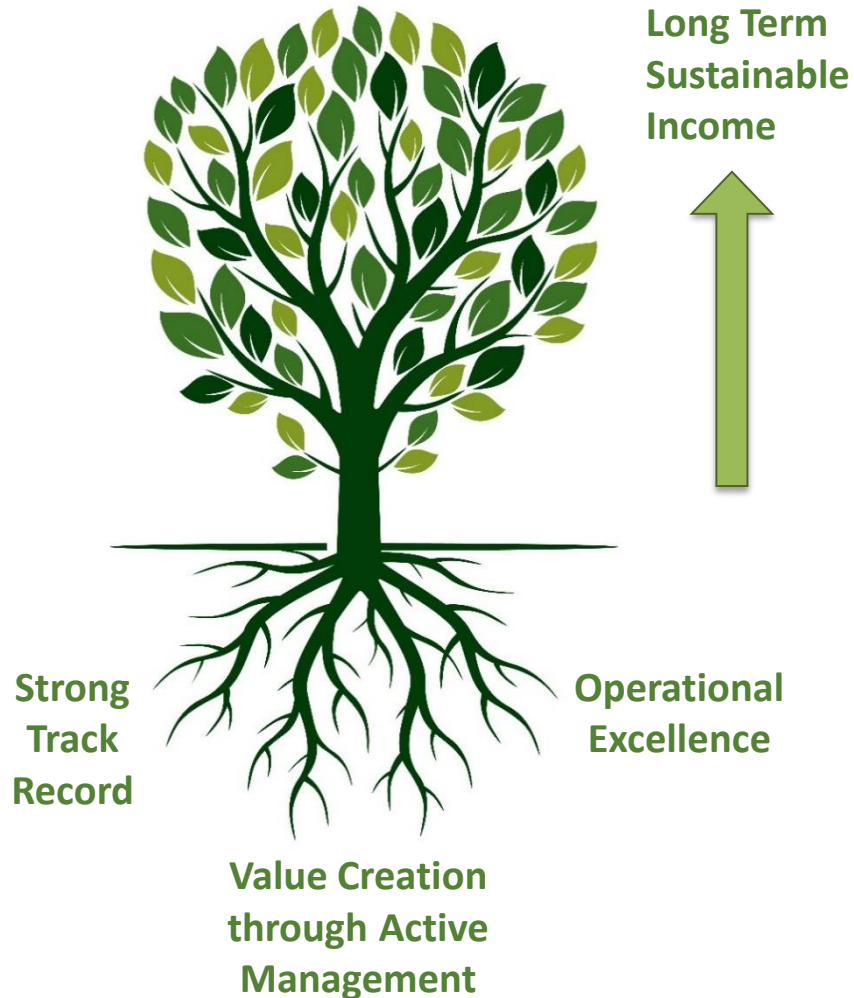 Long Term
Sustainable
Income
Strong
Track
Record
Operational
Excellence
Value Creation
through Active
Management